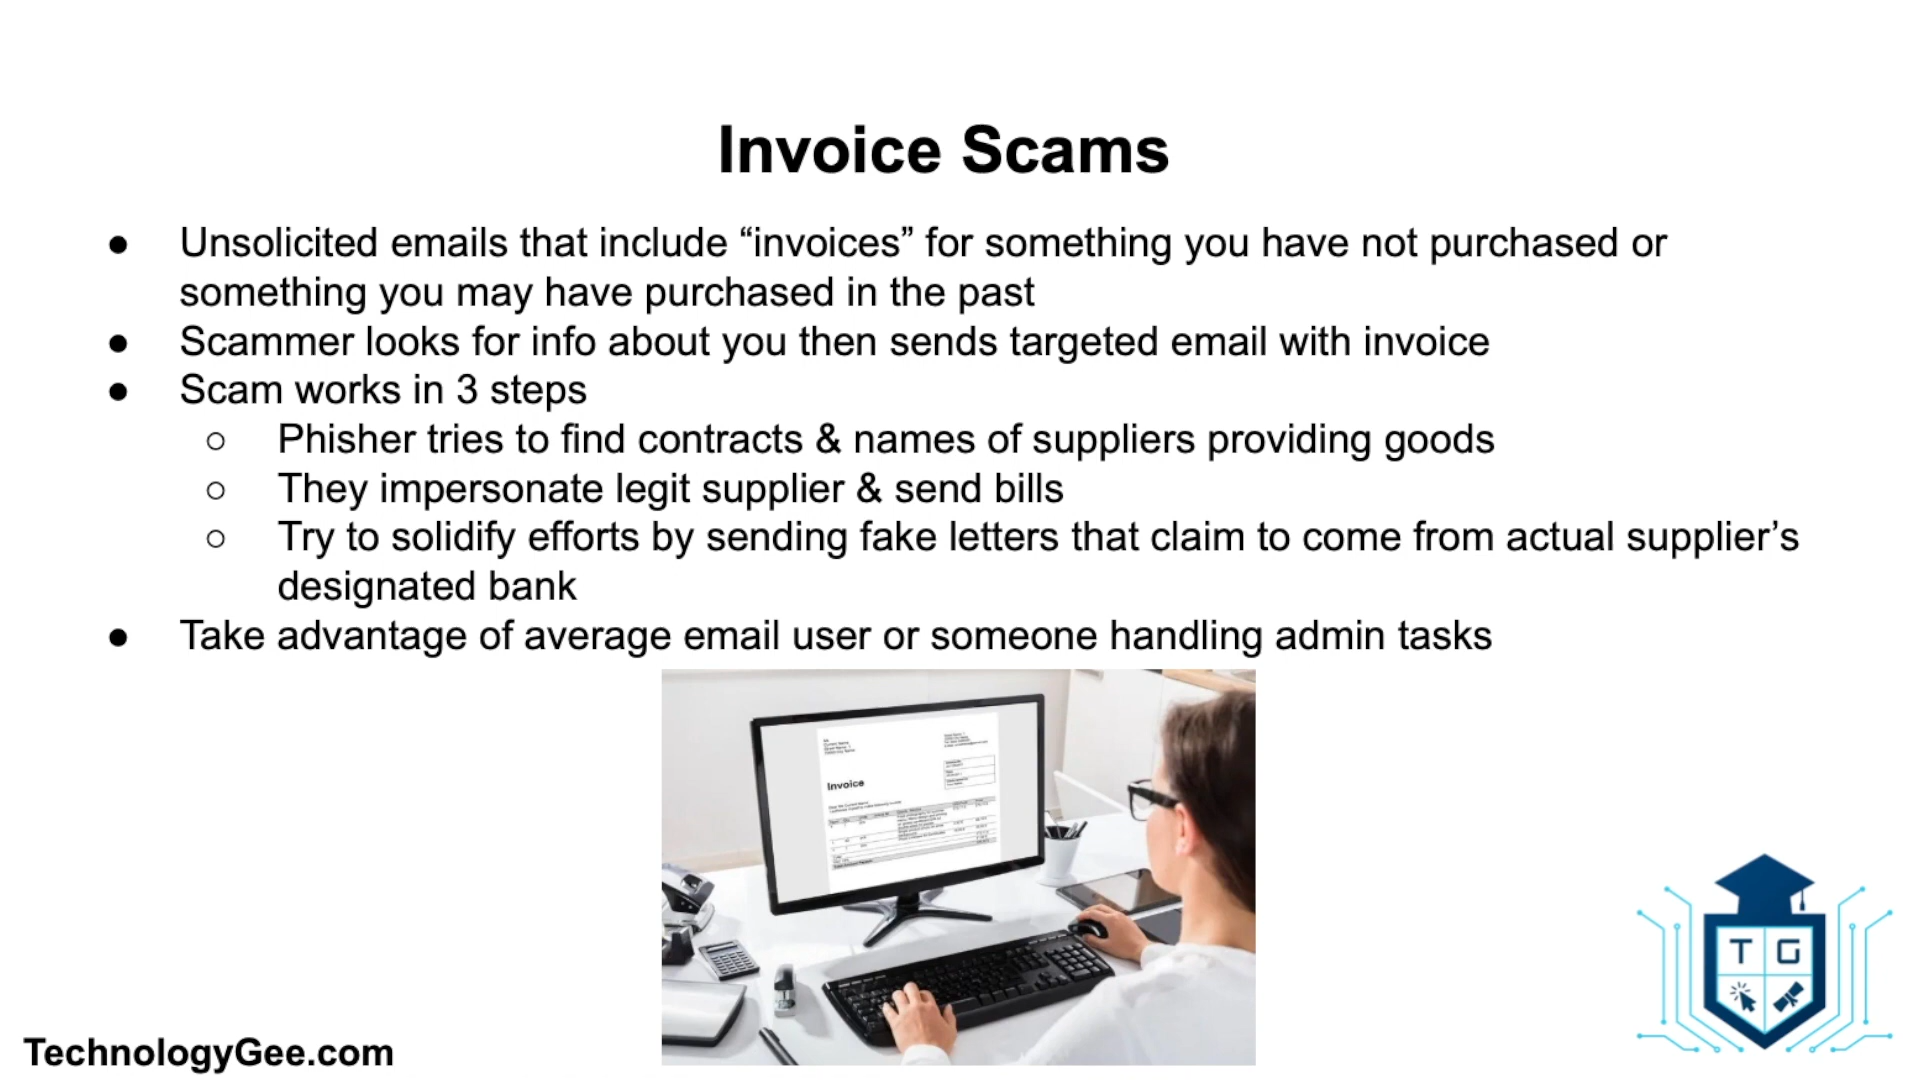 Invoice Scams
● Unsolicited emails that include “invoices” for something you have not purchased or
something you may have purchased in the past
● Scammer looks for info about you then sends targeted email with invoice
● Scam works in 3 steps
○ Phisher tries to find contracts & names of suppliers providing goods
○ They impersonate legit supplier & send bills
○ Try to solidify efforts by sending fake letters that claim to come from actual supplier’s
designated bank
● Take advantage of average email user or someone handling admin tasks
Invoice
T G
TechnologyGee.com